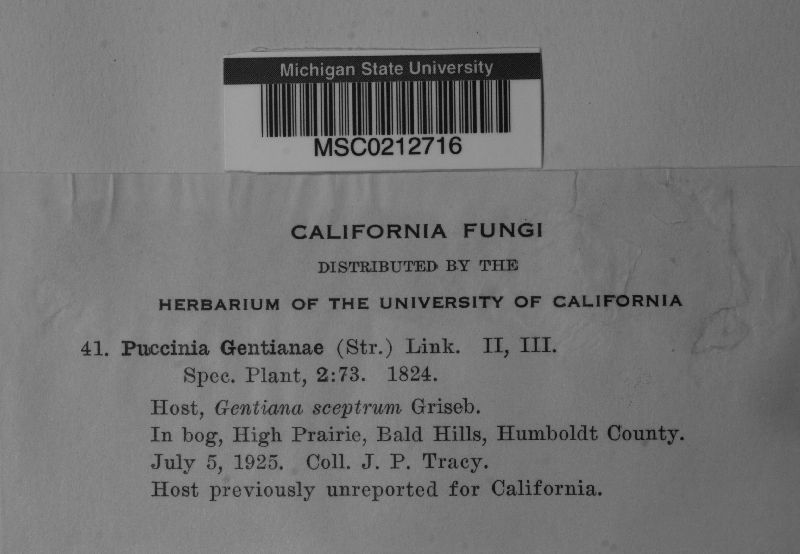 Michigan State University
MSC0212716
CALIFORNIA FUNGI
DISTRIBUTED BY THE
HERBARIUM OF THE UNIVERSITY OF CALIFORNIA
41. Puccinia Gentianae (Str.) Link. II, III.
Spec. Plant, 2:73. 1824.
Host, Gentiana sceptrum Griseb.
In bog, High Prairie, Bald Hills, Humboldt County.
July 5, 1925. Coll. J. P. Tracy.
Host previously unreported for California.